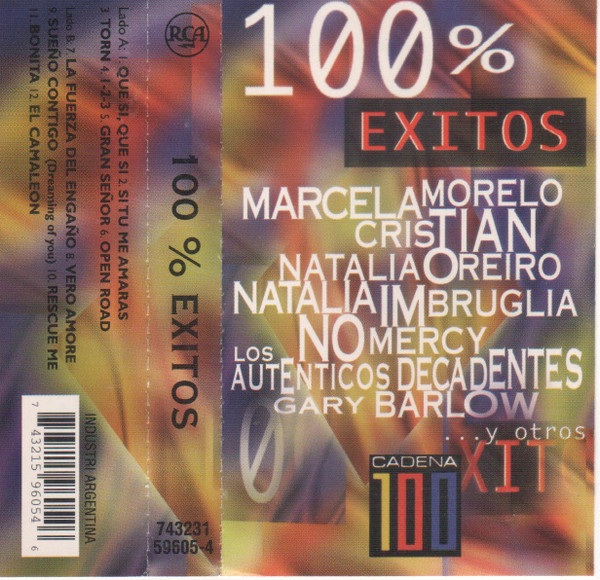 Lado A: 1. QUE SI, QUE SI 2. SI TU ME AMARAS
3. TORN 4. 1-2-3 5. GRAN SEÑOR 6. OPEN ROAD
Lado B: 7. LA FUERZA DEL ENGAÑO 8. VERO AMORE
9. SUEÑO CONTIGO (Dreaming of you) 10. RESCUE ME
11. BONITA 12. EL CAMALEON
7 43215 96054 6
INDUSTRI ARGENTINA
RCA
100 % EXITOS
743231
59605-4
100%
EXITOS
MARCELA MORELO
CRISTIAN
NATALIA OREIRO
NATALIA IMBRUGLIA
NO MERCY
LOS
AUTENTICOS DECADENTES
GARY BARLOW
...y otros
0
XIT
CADENA
100